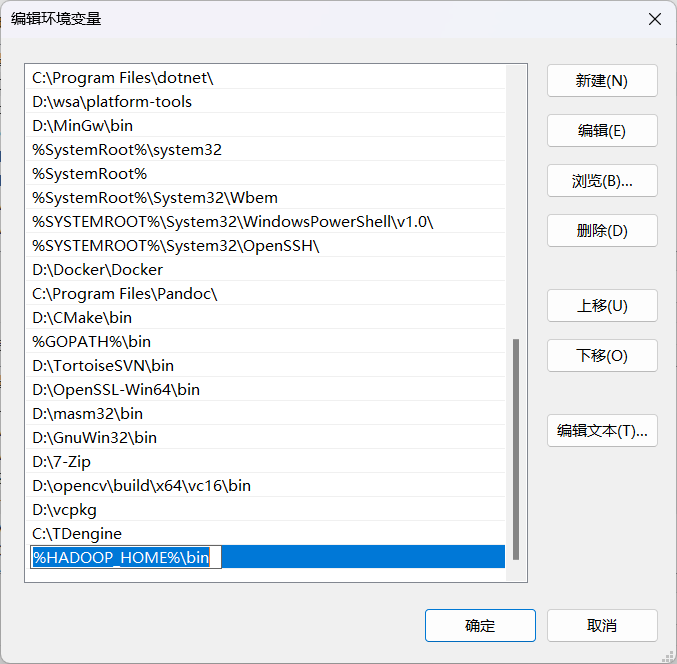 编辑环境变量
C:\Program Files\dotnet\
D:\wsa\platform-tools
D:\MinGw\bin
%SystemRoot%\system32
%SystemRoot%
%SystemRoot%\System32\Wbem
%SYSTEMROOT%\System32\WindowsPowerShell\v1.0\
%SYSTEMROOT%\System32\OpenSSH\
D:\Docker\Docker
C:\Program Files\Pandoc\
D:\CMake\bin
%GOPATH%\bin
D:\TortoiseSVN\bin
D:\OpenSSL-Win64\bin
D:\masm32\bin
D:\GnuWin32\bin
D:\7-Zip
D:\opencv\build\x64\vc16\bin
D:\vcpkg
C:\TDengine
%HADOOP_HOME%\bin
新建(N)
编辑(E)
浏览(B)...
删除(D)
上移(U)
下移(O)
编辑文本(T)...
确定
取消